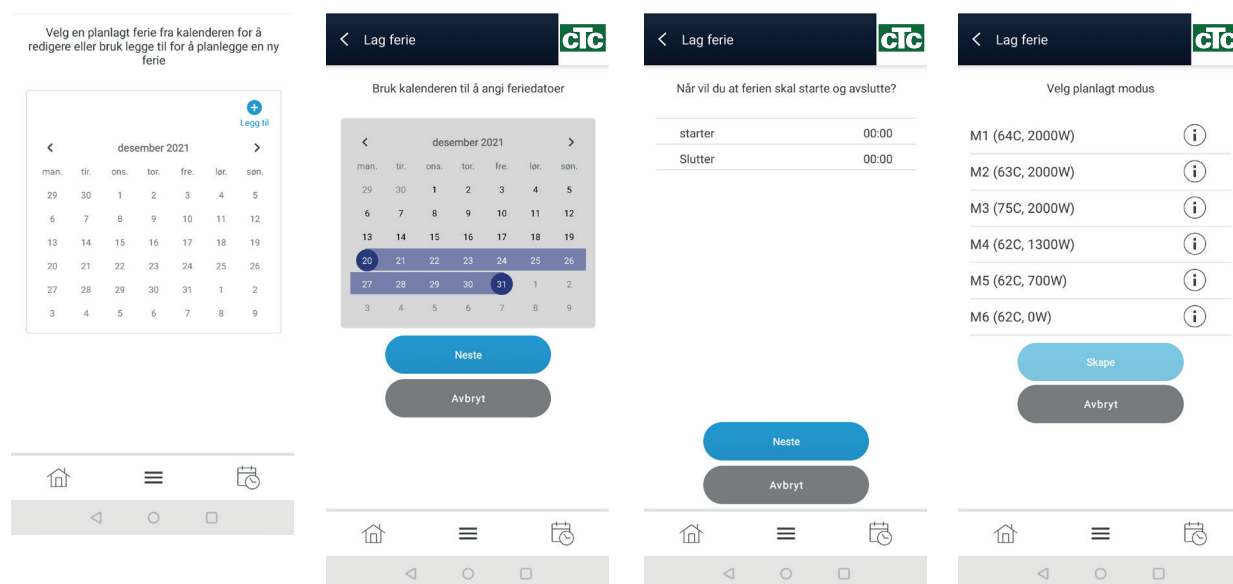 Velg en planlagt ferie fra kalenderen for å
redigere eller bruk legge til for å planlegge en ny
ferie
Legg til
desember 2021
man. tir. ons. tor. fre. lør. søn.
29 30 1 2 3 4 5
6 7 8 9 10 11 12
13 14 15 16 17 18 19
20 21 22 23 24 25 26
27 28 29 30 31 1 2
3 4 5 6 7 8 9
Lag ferie
CTC
Bruk kalenderen til å angi feriedatoer
desember 2021
man. tir. ons. tor. fre. lør. søn.
29 30 1 2 3 4 5
6 7 8 9 10 11 12
13 14 15 16 17 18 19
20 21 22 23 24 25 26
27 28 29 30 31 1 2
3 4 5 6 7 8 9
Neste
Avbryt
Lag ferie
CTC
Når vil du at ferien skal starte og avslutte?
starter 00:00
Slutter 00:00
Neste
Avbryt
Lag ferie
CTC
Velg planlagt modus
M1 (64C, 2000W)
M2 (63C, 2000W)
M3 (75C, 2000W)
M4 (62C, 1300W)
M5 (62C, 700W)
M6 (62C, 0W)
Skape
Avbryt